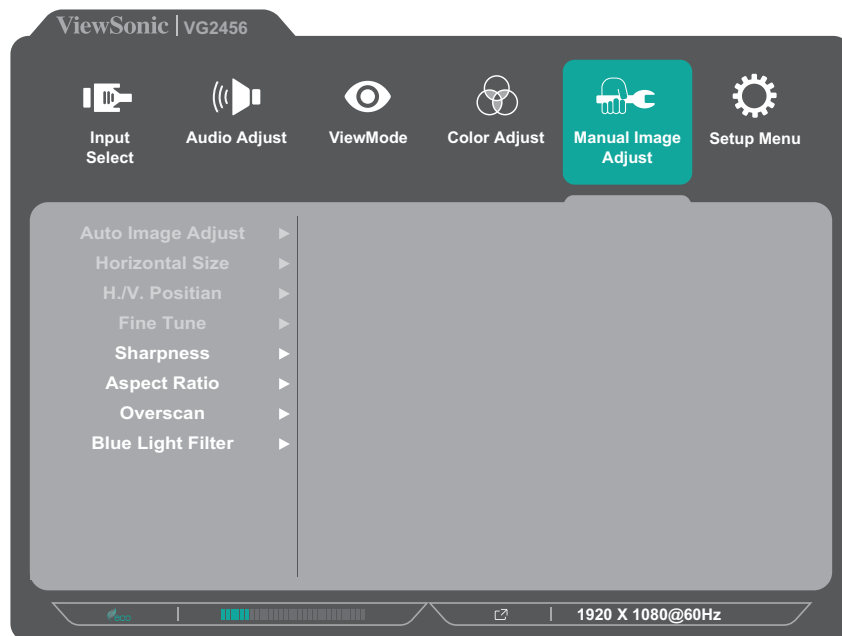 ViewSonic VG2456
Input Select
Audio Adjust
ViewMode
Color Adjust
Manual Image Adjust
Setup Menu
Auto Image Adjust
Horizontal Size
H./V. Positian
Fine Tune
Sharpness
Aspect Ratio
Overscan
Blue Light Filter
eco
1920 X 1080@60Hz